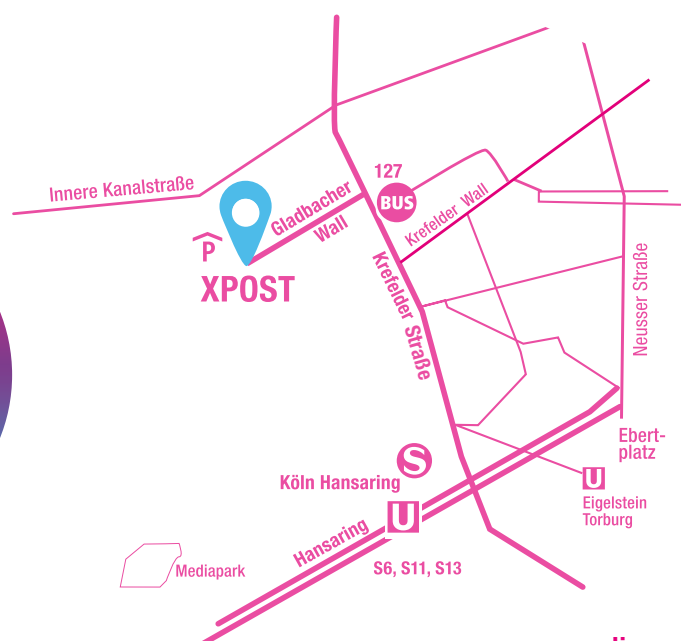 Innere Kanalstraße
127
BUS
Gladbacher
Wall
Krefelder Wall
P
XPOST
Krefelder Straße
Neusser Straße
Ebert-
platz
S
Köln Hansaring
U
U
Eigelstein
Torburg
Hansaring
S6, S11, S13
Mediapark